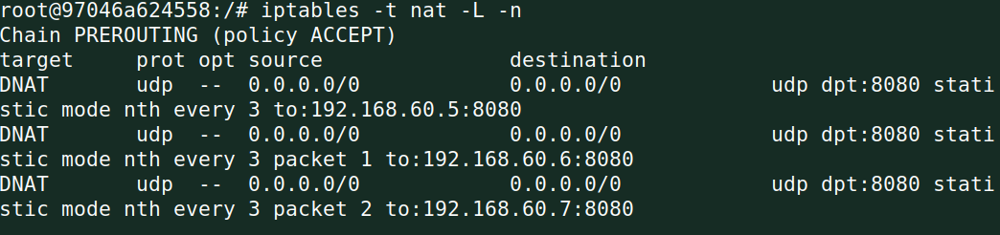 root@97046a624558:/# iptables -t nat -L -n
Chain PREROUTING (policy ACCEPT)
target     prot opt source               destination
DNAT       udp  --  0.0.0.0/0            0.0.0.0/0            udp dpt:8080 stati
stic mode nth every 3 to:192.168.60.5:8080
DNAT       udp  --  0.0.0.0/0            0.0.0.0/0            udp dpt:8080 stati
stic mode nth every 3 packet 1 to:192.168.60.6:8080
DNAT       udp  --  0.0.0.0/0            0.0.0.0/0            udp dpt:8080 stati
stic mode nth every 3 packet 2 to:192.168.60.7:8080